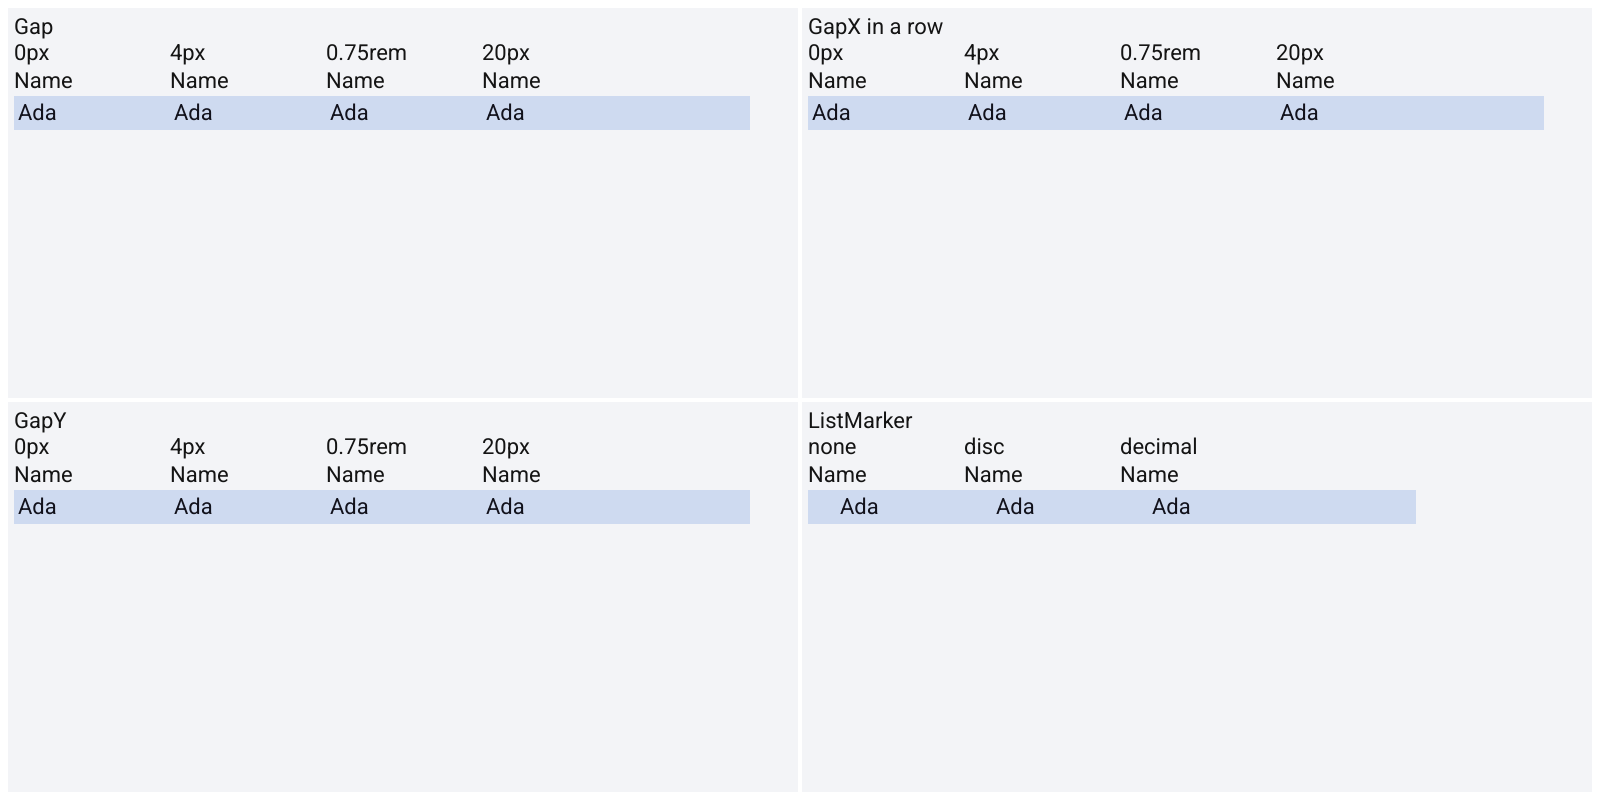 Gap
0px 4px 0.75rem 20px
Name Name Name Name
Ada Ada Ada Ada
GapX in a row
0px 4px 0.75rem 20px
Name Name Name Name
Ada Ada Ada Ada
GapY
0px 4px 0.75rem 20px
Name Name Name Name
Ada Ada Ada Ada
ListMarker
none disc decimal
Name Name Name
Ada Ada Ada